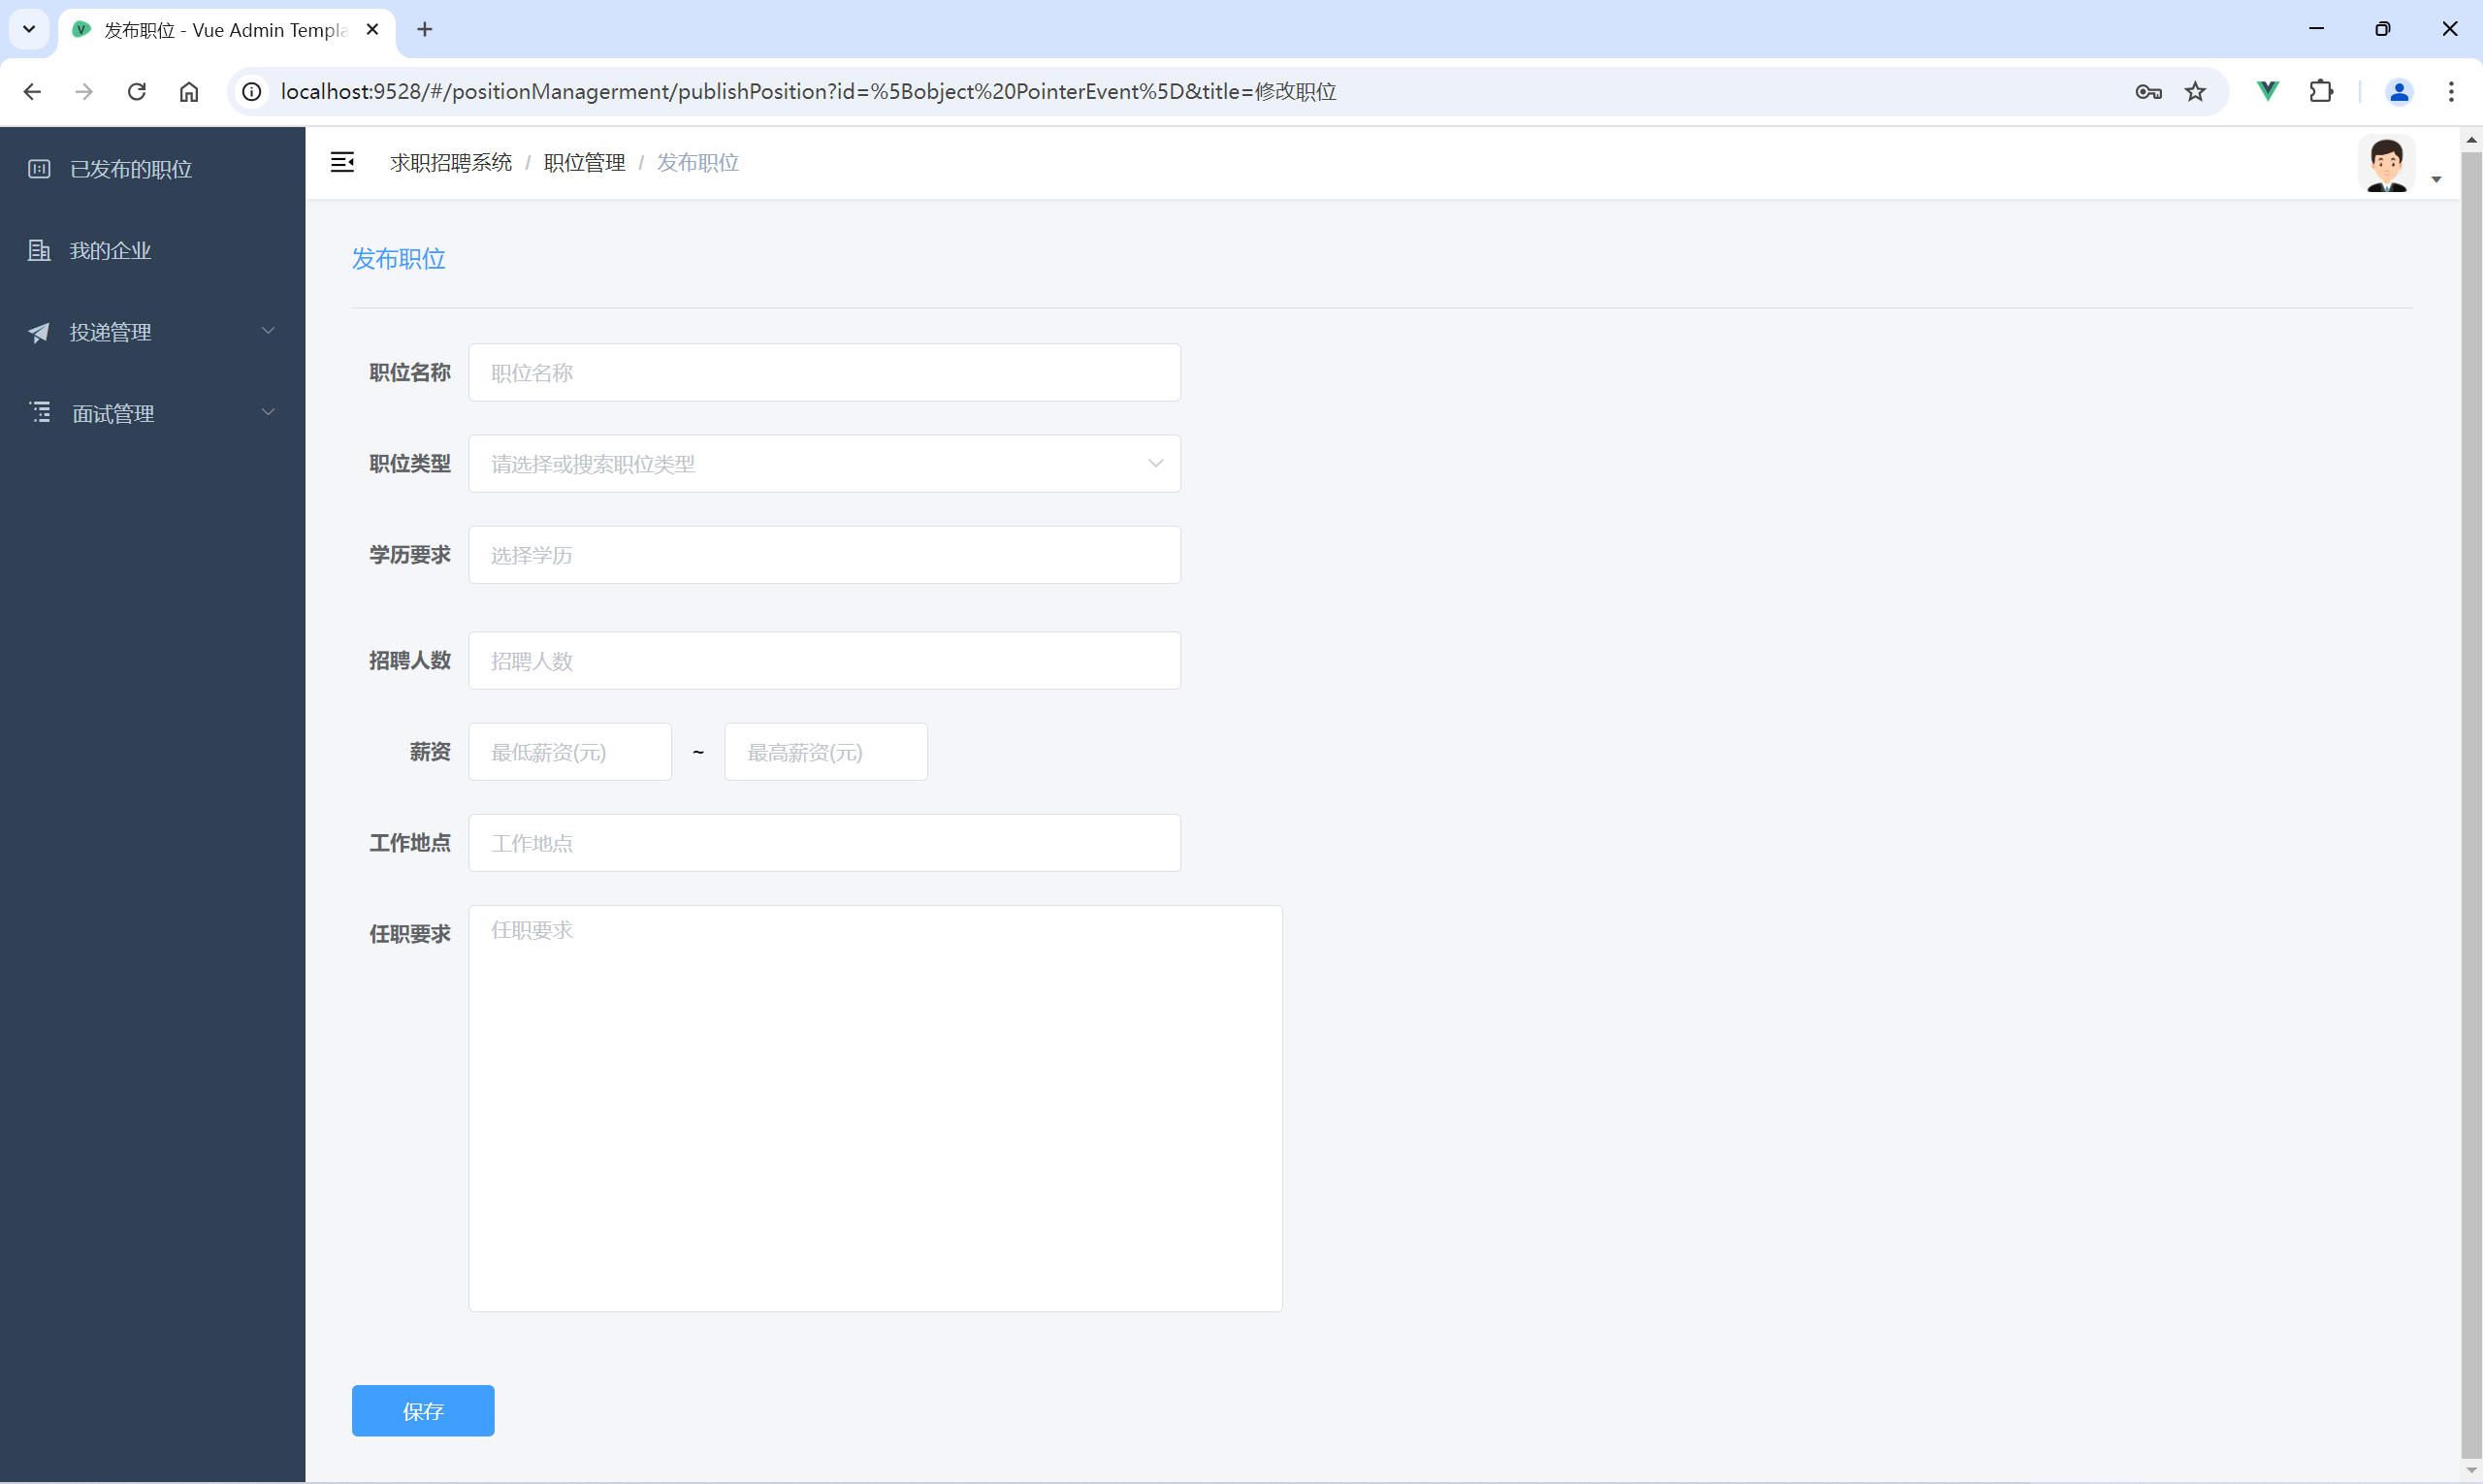 发布职位 - Vue Admin Templa
localhost:9528/#/positionManagerment/publishPosition?id=%5Bobject%20PointerEvent%5D&title=修改职位
已发布的职位
我的企业
投递管理
面试管理
求职招聘系统 / 职位管理 / 发布职位
发布职位
职位名称 职位名称
职位类型 请选择或搜索职位类型
学历要求 选择学历
招聘人数 招聘人数
薪资 最低薪资(元) ~ 最高薪资(元)
工作地点 工作地点
任职要求 任职要求
保存